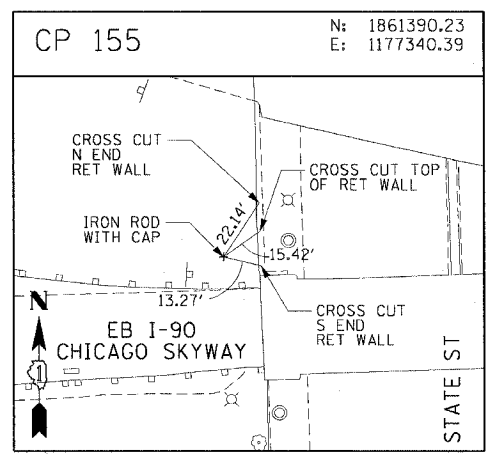 CP 155
N: 1861390.23
E: 1177340.39
CROSS CUT
N END
RET WALL
CROSS CUT TOP
OF RET WALL
IRON ROD
WITH CAP
22.14'
15.42'
13.27'
N
1
EB I-90
CHICAGO SKYWAY
CROSS CUT
S END
RET WALL
STATE ST